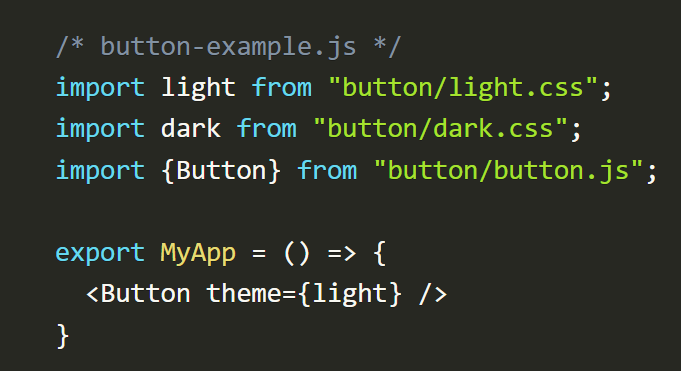 /* button-example.js */
import light from "button/light.css";
import dark from "button/dark.css";
import {Button} from "button/button.js";
export MyApp = () => {
<Button theme={light} />
}